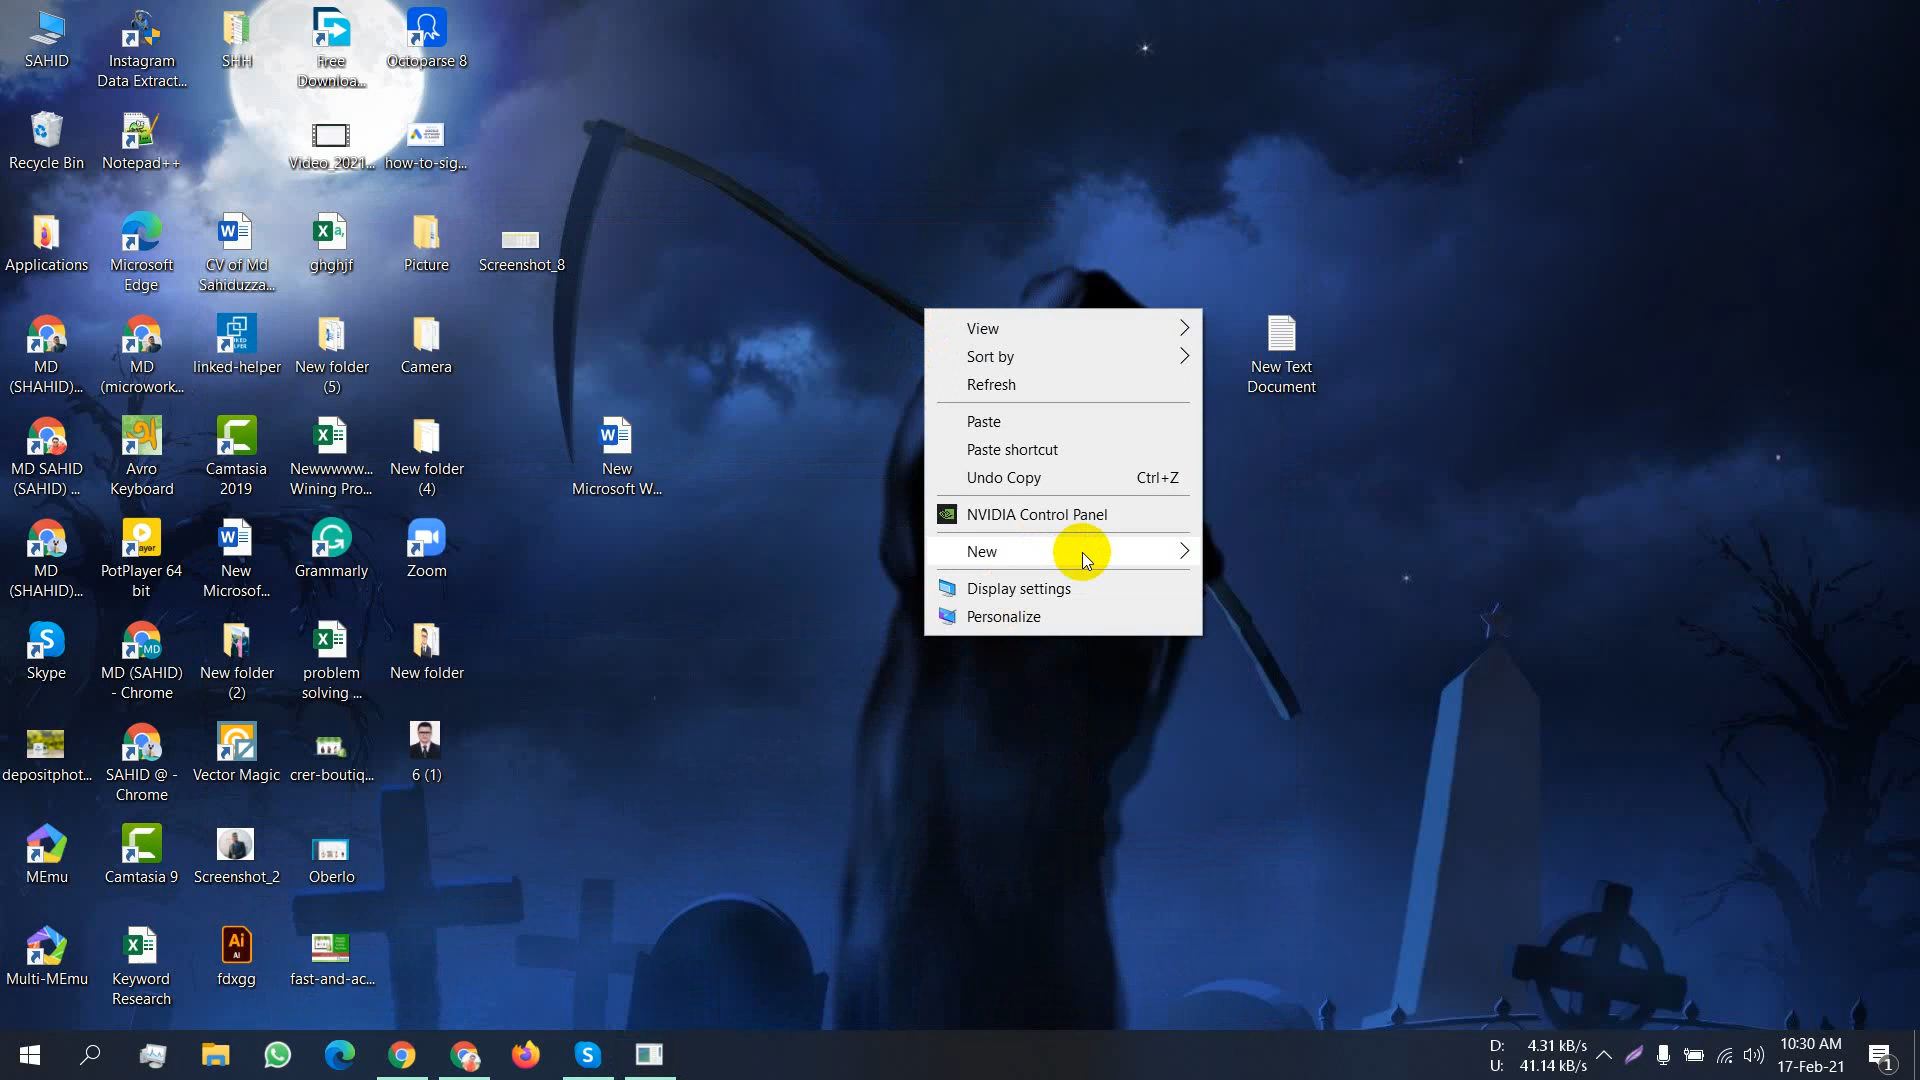 SAHID
Instagram
Data Extract...
SHH
Free
Downloa...
Octoparse 8
Recycle Bin
Notepad++
Video_2021...
how-to-sig...
Applications
Microsoft
Edge
CV of Md
Sahiduzza...
ghghjf
Picture
Screenshot_8
MD
(SHAHID)...
MD
(microwork...
linked-helper
New folder
(5)
Camera
MD SAHID
(SAHID) ...
Avro
Keyboard
Camtasia
2019
Newwwww...
Wining Pro...
New folder
(4)
New
Microsoft W...
New Text
Document
MD
(SHAHID)...
PotPlayer 64
bit
New
Microsof...
Grammarly
Zoom
Skype
MD (SAHID)
- Chrome
New folder
(2)
problem
solving ...
New folder
depositphot...
SAHID @ -
Chrome
Vector Magic
crer-boutiq...
6 (1)
MEmu
Camtasia 9
Screenshot_2
Oberlo
Multi-MEmu
Keyword
Research
fdxgg
fast-and-ac...
View
Sort by
Refresh
Paste
Paste shortcut
Undo Copy Ctrl+Z
NVIDIA Control Panel
New
Display settings
Personalize
D: 4.31 kB/s
U: 41.14 kB/s
10:30 AM
17-Feb-21
1